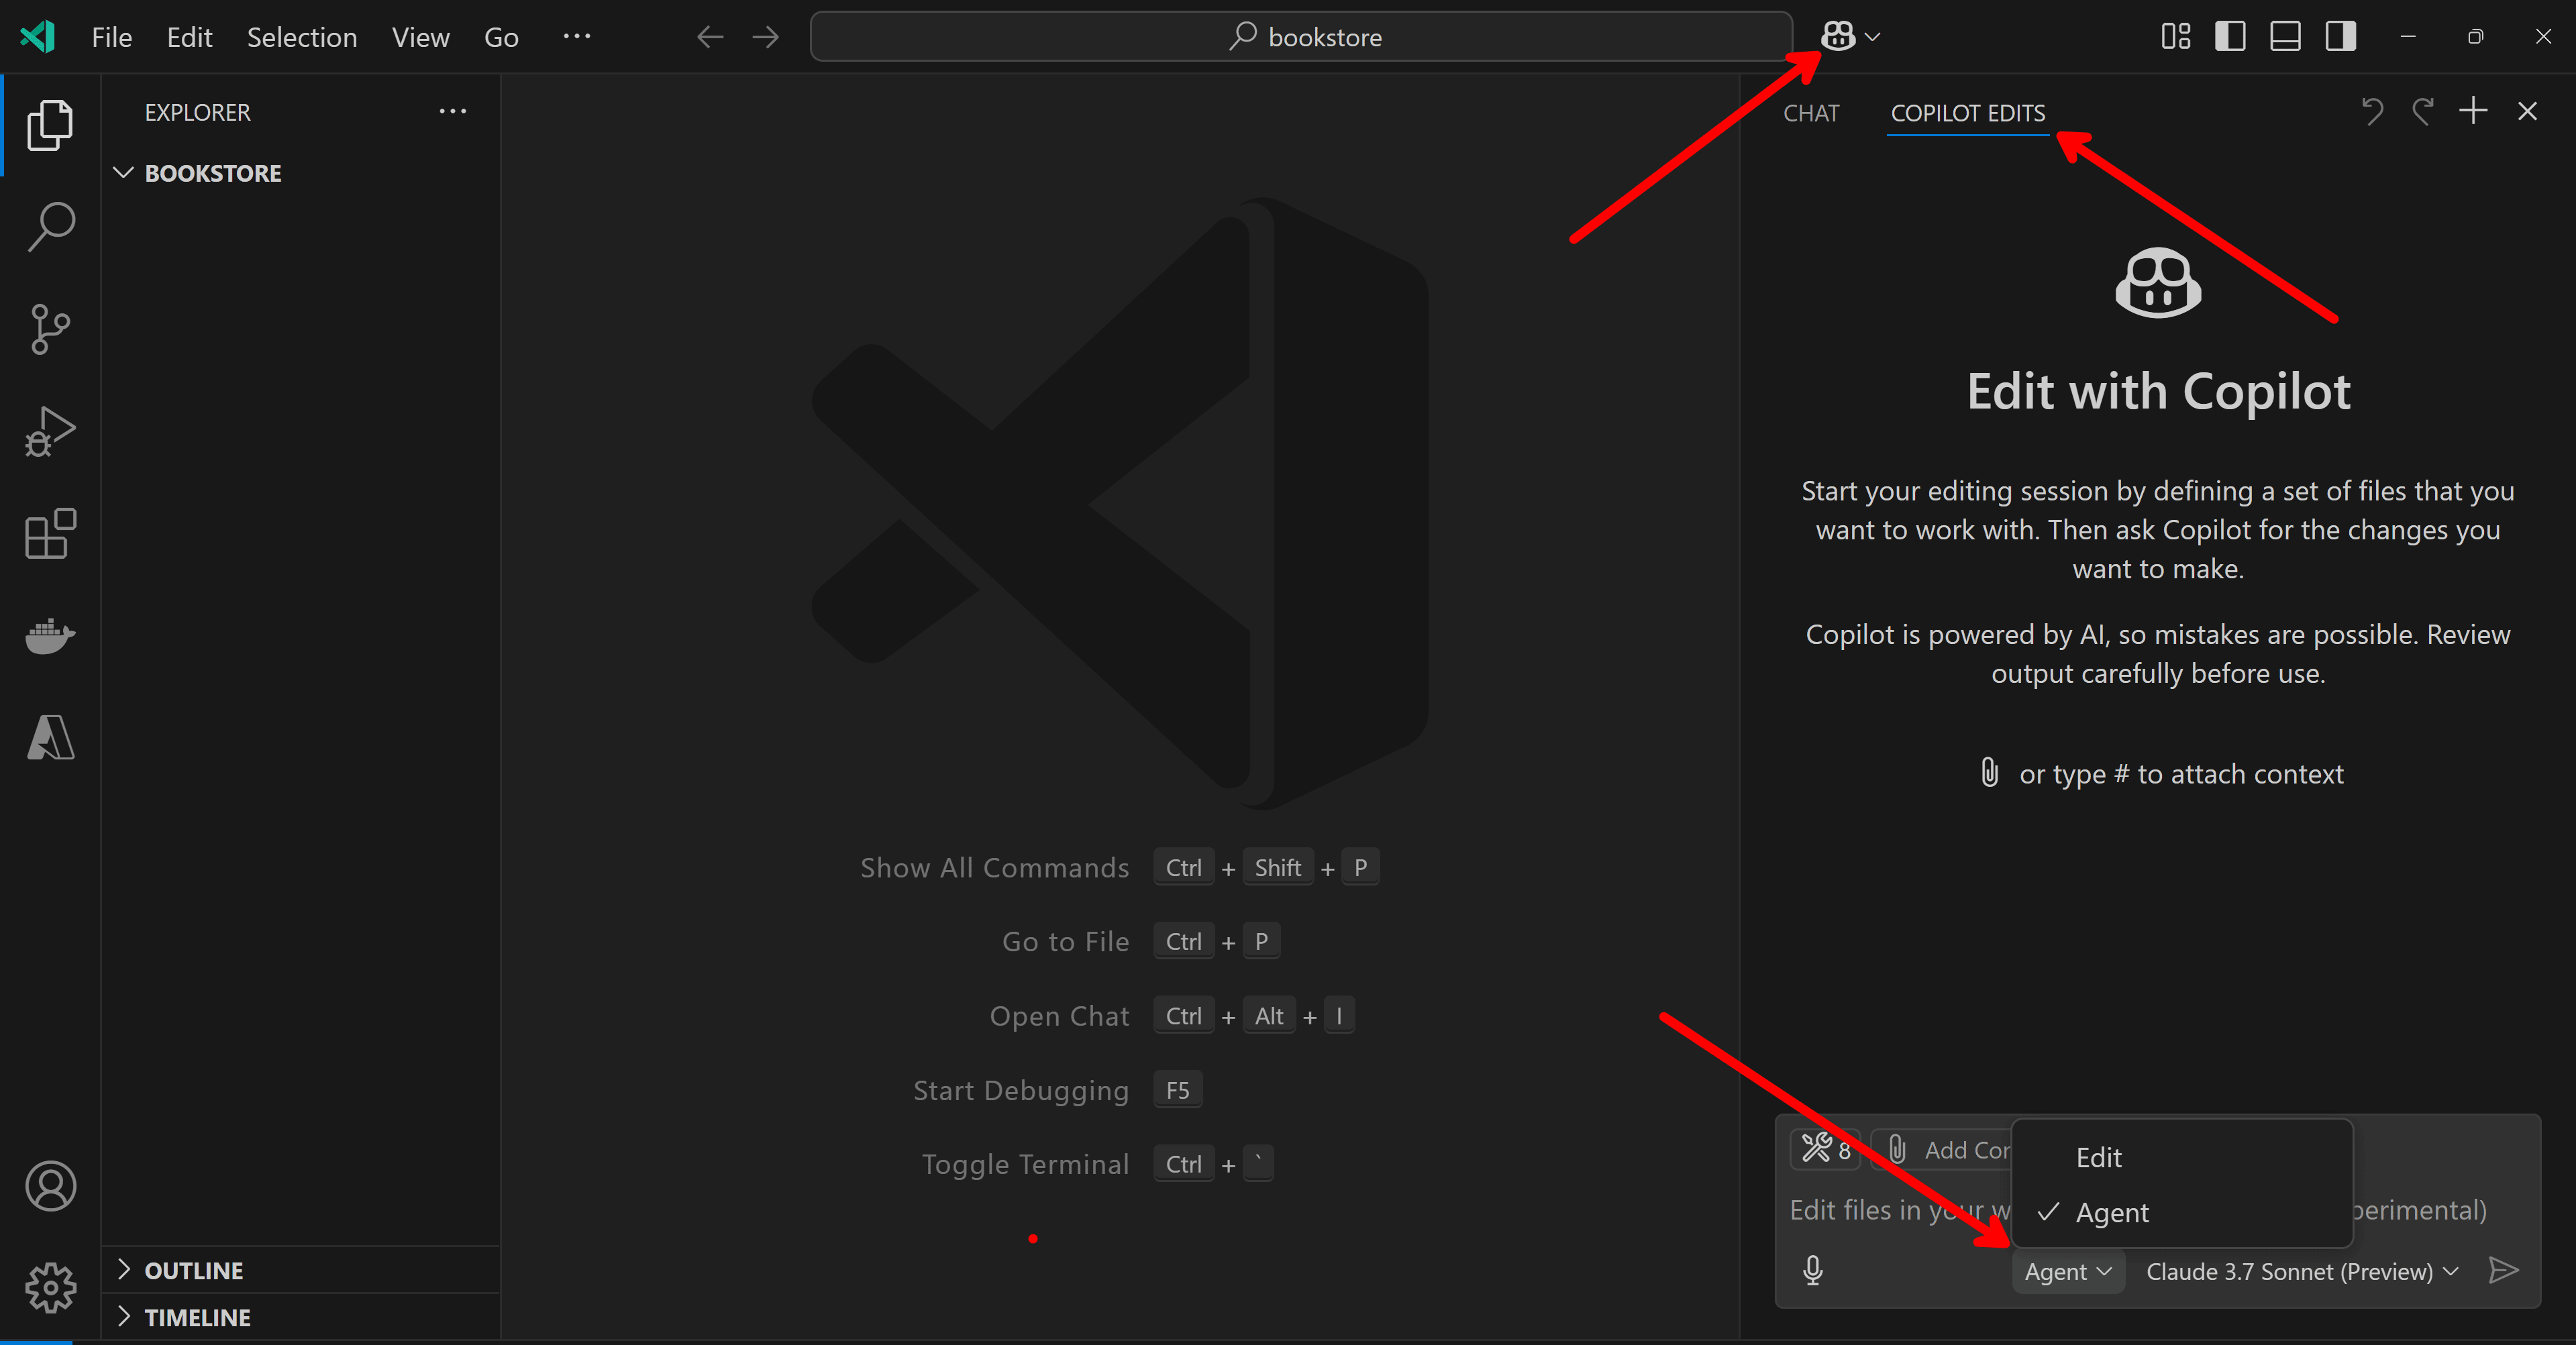 File Edit Selection View Go ···
bookstore
EXPLORER ···
BOOKSTORE
OUTLINE
TIMELINE
Show All Commands Ctrl + Shift + P
Go to File Ctrl + P
Open Chat Ctrl + Alt + I
Start Debugging F5
Toggle Terminal Ctrl + `
CHAT COPILOT EDITS
Edit with Copilot
Start your editing session by defining a set of files that you
want to work with. Then ask Copilot for the changes you
want to make.
Copilot is powered by AI, so mistakes are possible. Review
output carefully before use.
or type # to attach context
8 Add
Edit files in your
Edit
Agent
Agent Claude 3.7 Sonnet (Preview)